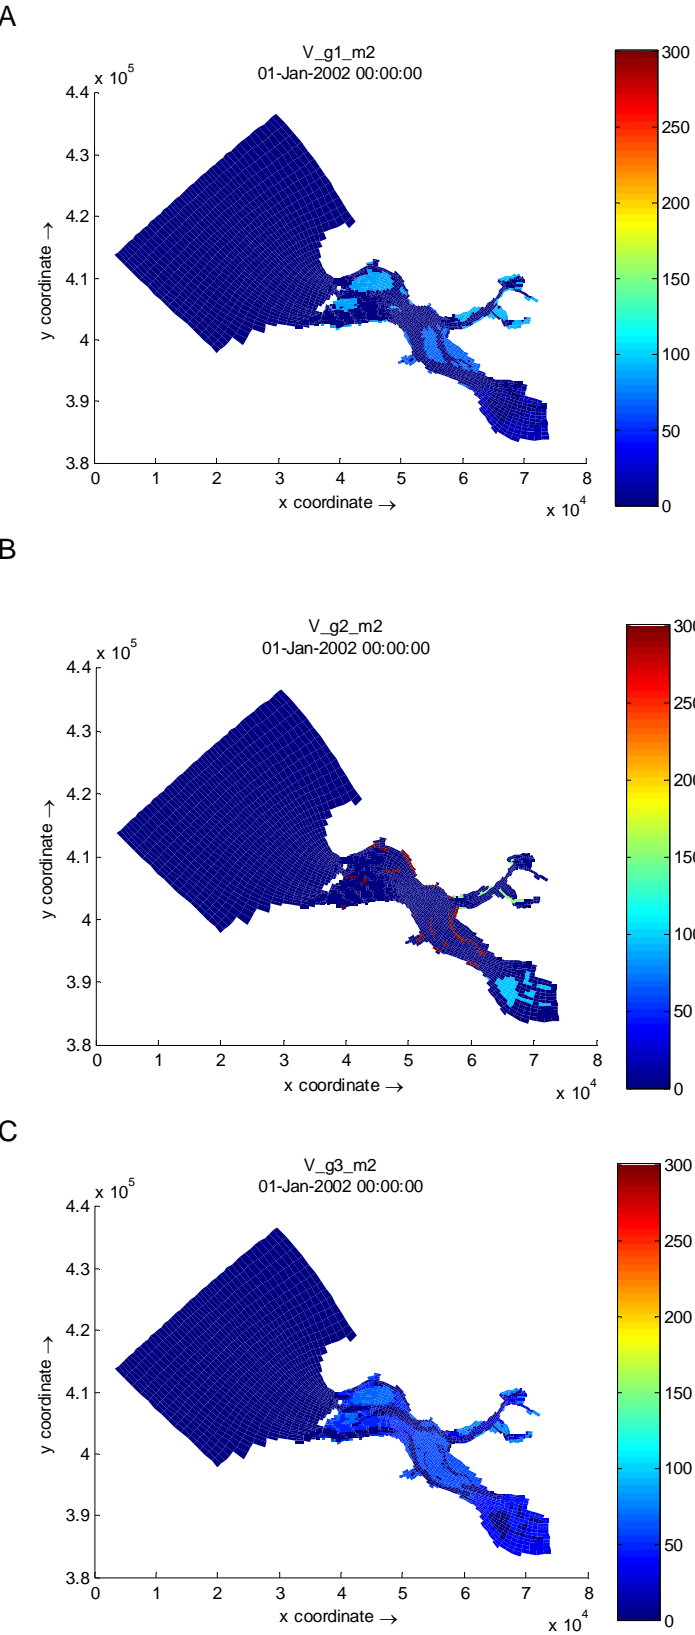 A
V_g1_m2
01-Jan-2002 00:00:00
x 10^5
4.4
4.3
4.2
4.1
4
3.9
3.8
y coordinate →
0 1 2 3 4 5 6 7 8
x coordinate →
x 10^4
300
250
200
150
100
50
0
B
V_g2_m2
01-Jan-2002 00:00:00
x 10^5
4.4
4.3
4.2
4.1
4
3.9
3.8
y coordinate →
0 1 2 3 4 5 6 7 8
x coordinate →
x 10^4
300
250
200
150
100
50
0
C
V_g3_m2
01-Jan-2002 00:00:00
x 10^5
4.4
4.3
4.2
4.1
4
3.9
3.8
y coordinate →
0 1 2 3 4 5 6 7 8
x coordinate →
x 10^4
300
250
200
150
100
50
0